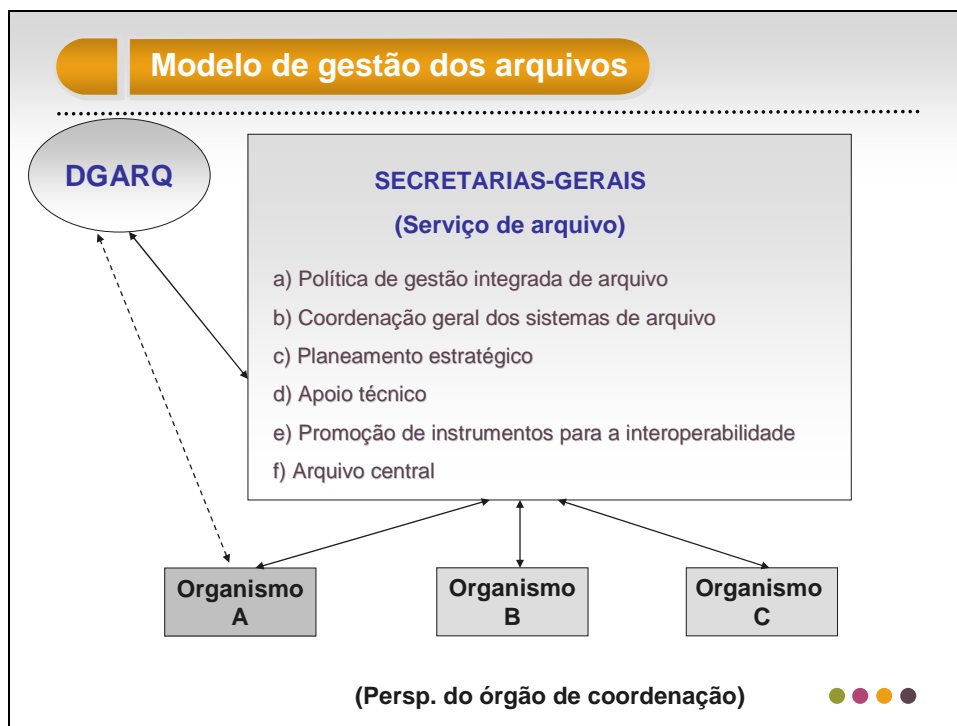 Modelo de gestão dos arquivos
DGARQ
SECRETARIAS-GERAIS
(Serviço de arquivo)
a) Política de gestão integrada de arquivo
b) Coordenação geral dos sistemas de arquivo
c) Planeamento estratégico
d) Apoio técnico
e) Promoção de instrumentos para a interoperabilidade
f) Arquivo central
Organismo
A
Organismo
B
Organismo
C
(Persp. do órgão de coordenação)